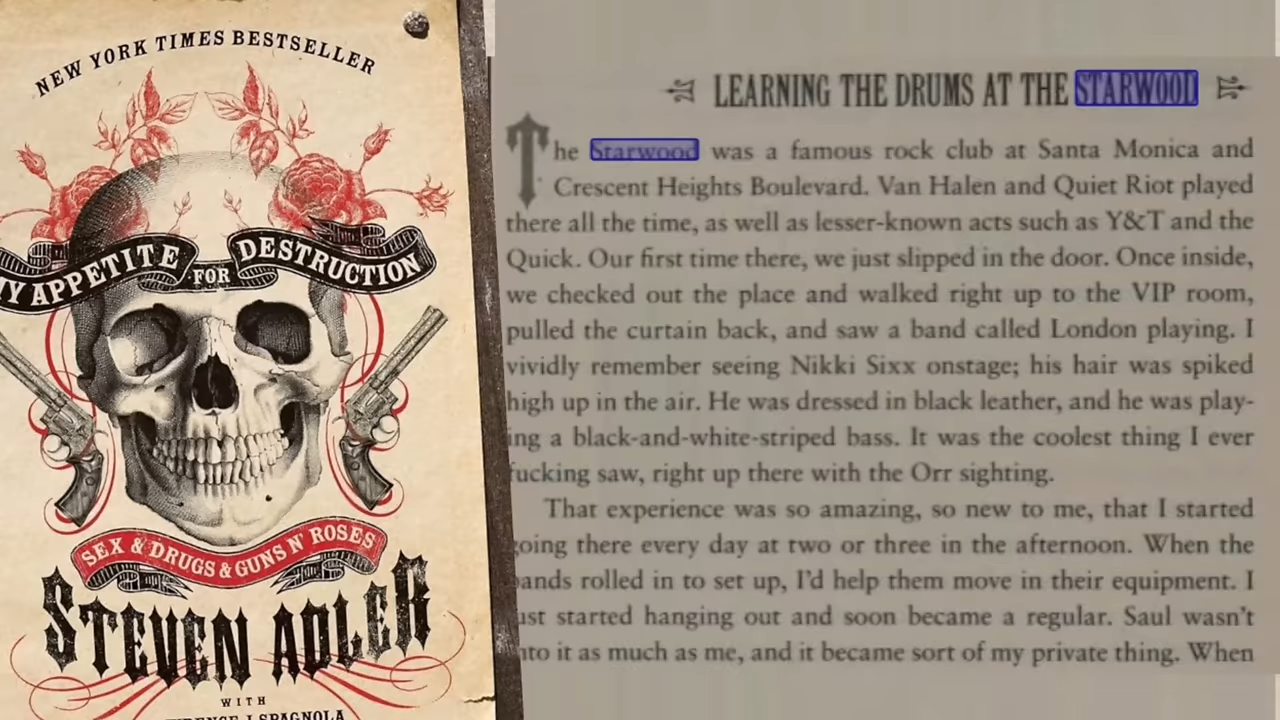 NEW YORK TIMES BESTSELLER
MY APPETITE FOR DESTRUCTION
SEX & DRUGS & GUNS N' ROSES
STEVEN ADLER
WITH
J. SPAGNOLA
LEARNING THE DRUMS AT THE STARWOOD
The Starwood was a famous rock club at Santa Monica and
Crescent Heights Boulevard. Van Halen and Quiet Riot played
there all the time, as well as lesser-known acts such as Y&T and the
Quick. Our first time there, we just slipped in the door. Once inside,
we checked out the place and walked right up to the VIP room,
pulled the curtain back, and saw a band called London playing. I
vividly remember seeing Nikki Sixx onstage; his hair was spiked
high up in the air. He was dressed in black leather, and he was play-
ing a black-and-white-striped bass. It was the coolest thing I ever
fucking saw, right up there with the Orr sighting.
That experience was so amazing, so new to me, that I started
going there every day at two or three in the afternoon. When the
bands rolled in to set up, I'd help them move in their equipment. I
just started hanging out and soon became a regular. Saul wasn't
into it as much as me, and it became sort of my private thing. When